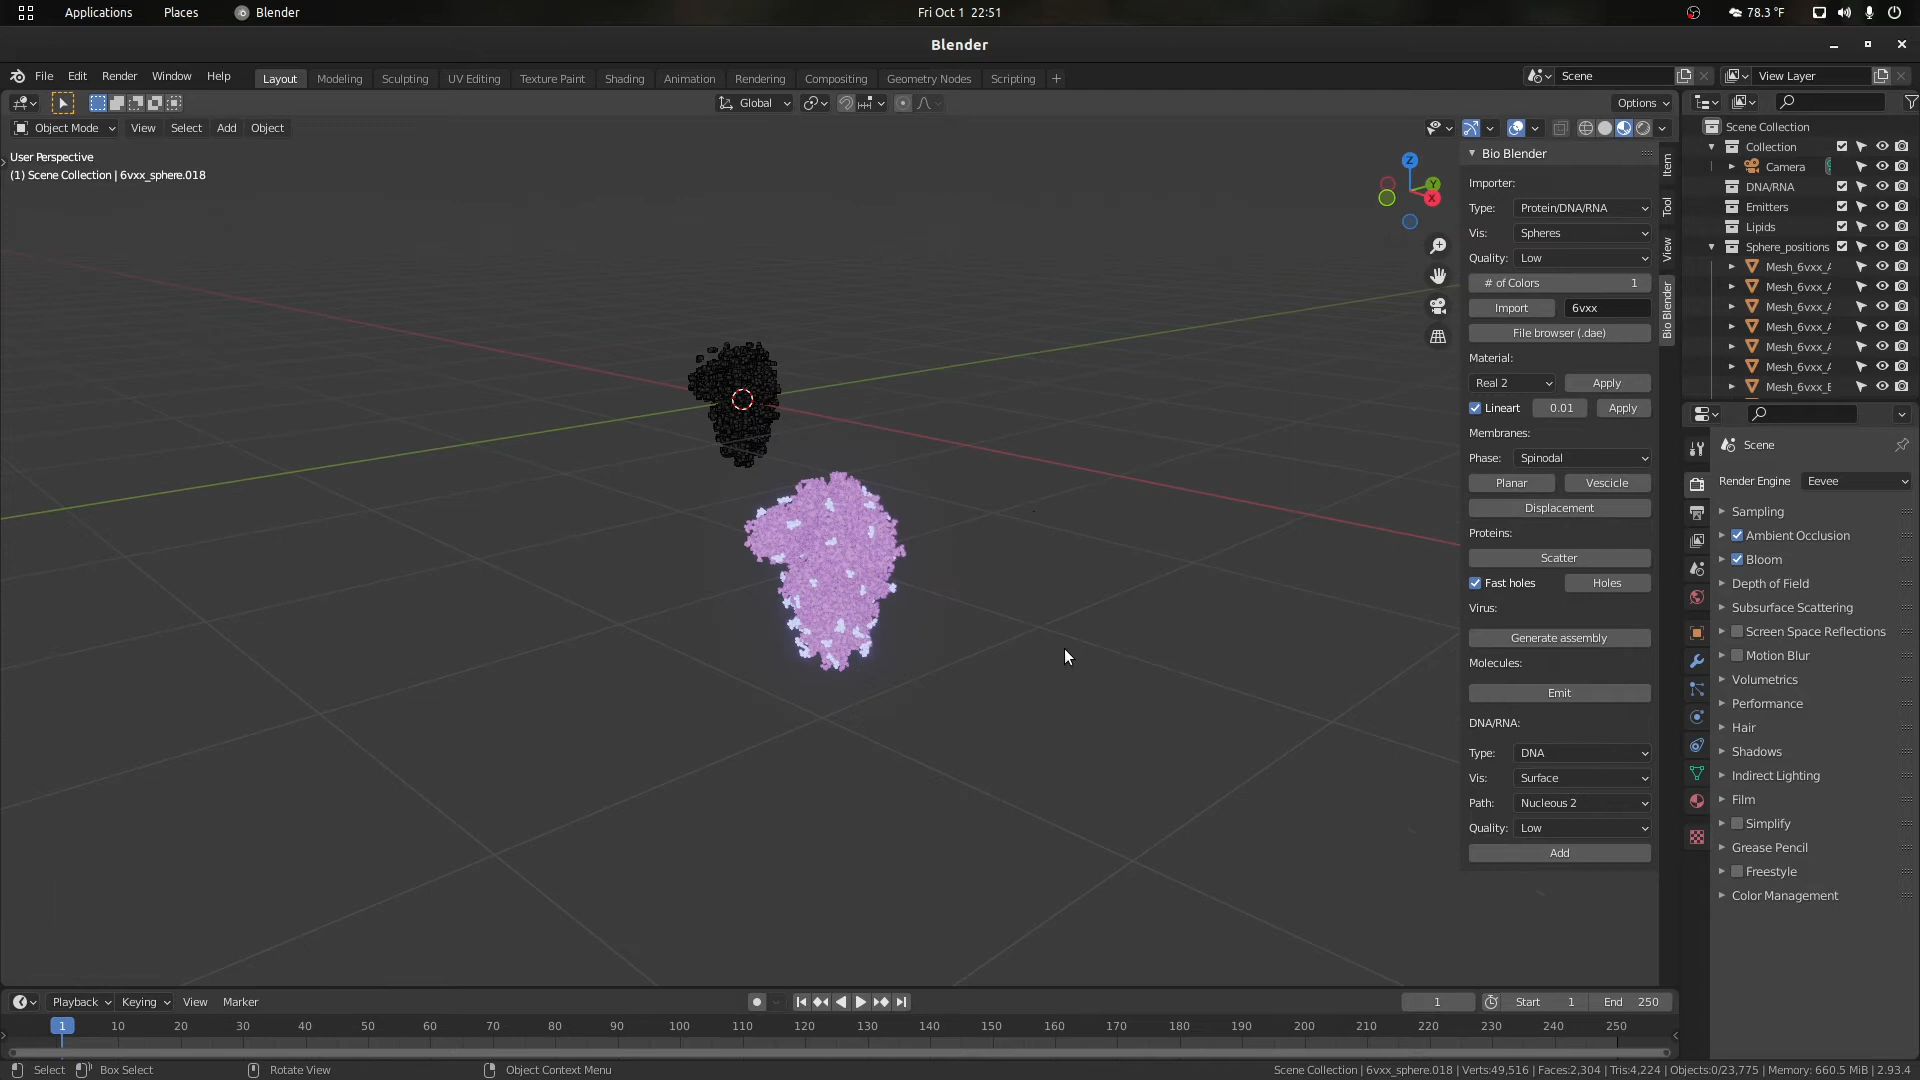 Applications Places Blender Fri Oct 1 22:51 78.3 °F
Blender
File Edit Render Window Help Layout Modeling Sculpting UV Editing Texture Paint Shading Animation Rendering Compositing Geometry Nodes Scripting + Scene View Layer
Global Options
Object Mode View Select Add Object
User Perspective
(1) Scene Collection | 6vxx_sphere.018
Z
Y
X
Bio Blender
Importer:
Type: Protein/DNA/RNA
Vis: Spheres
Quality: Low
# of Colors 1
Import 6vxx
File browser (.dae)
Material:
Real 2 Apply
Lineart 0.01 Apply
Membranes:
Phase: Spinodal
Planar Vescicle
Displacement
Proteins:
Scatter
Fast holes Holes
Virus:
Generate assembly
Molecules:
Emit
DNA/RNA:
Type: DNA
Vis: Surface
Path: Nucleous 2
Quality: Low
Add
Item
Tool
View
Bio Blender
Scene Collection
Collection
Camera
DNA/RNA
Emitters
Lipids
Sphere_positions
Mesh_6vxx_A
Mesh_6vxx_A
Mesh_6vxx_A
Mesh_6vxx_A
Mesh_6vxx_A
Mesh_6vxx_A
Mesh_6vxx_E
Scene
Render Engine Eevee
Sampling
Ambient Occlusion
Bloom
Depth of Field
Subsurface Scattering
Screen Space Reflections
Motion Blur
Volumetrics
Performance
Hair
Shadows
Indirect Lighting
Film
Simplify
Grease Pencil
Freestyle
Color Management
Playback Keying View Marker 1 Start 1 End 250
1 10 20 30 40 50 60 70 80 90 100 110 120 130 140 150 160 170 180 190 200 210 220 230 240 250
Select Box Select Rotate View Object Context Menu Scene Collection | 6vxx_sphere.018 | Verts:49,516 | Faces:2,304 | Tris:4,224 | Objects:0/23,775 | Memory: 660.5 MiB | 2.93.4